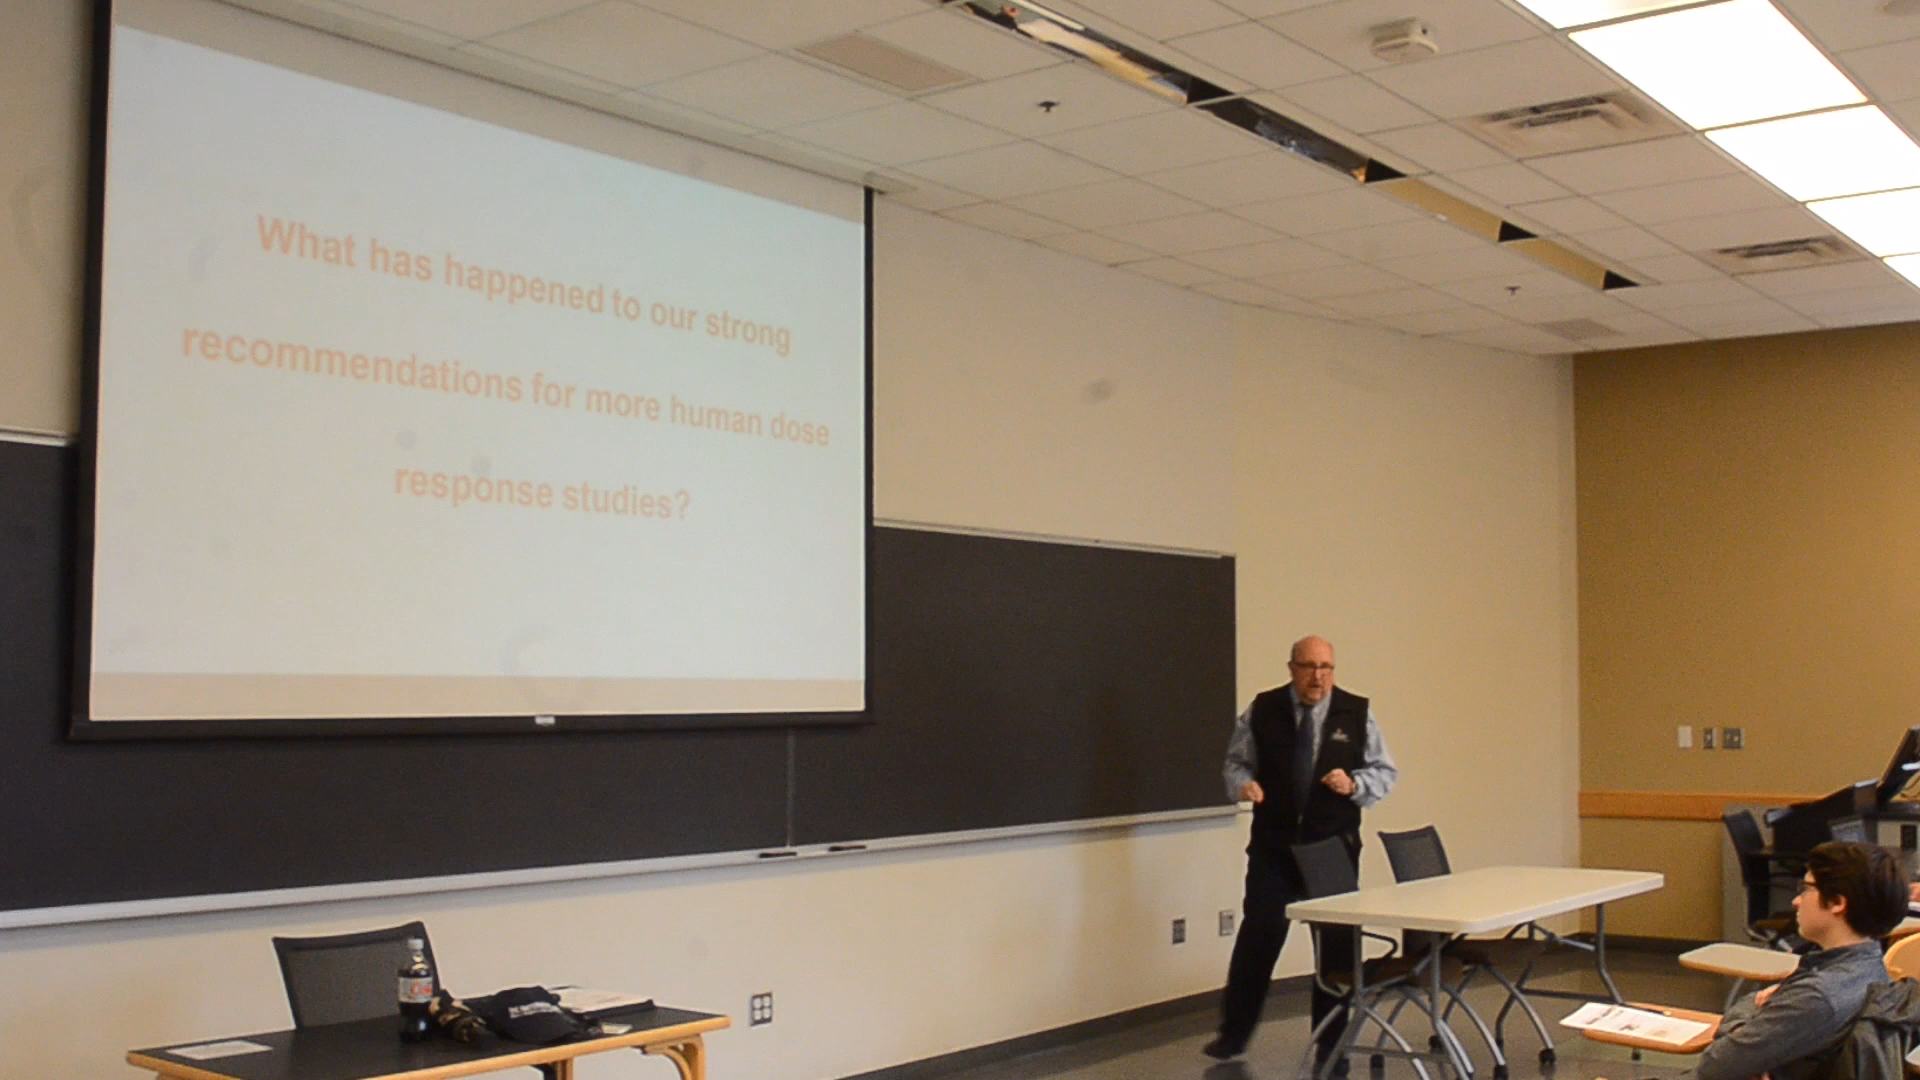 What has happened to our strong
recommendations for more human dose
response studies?